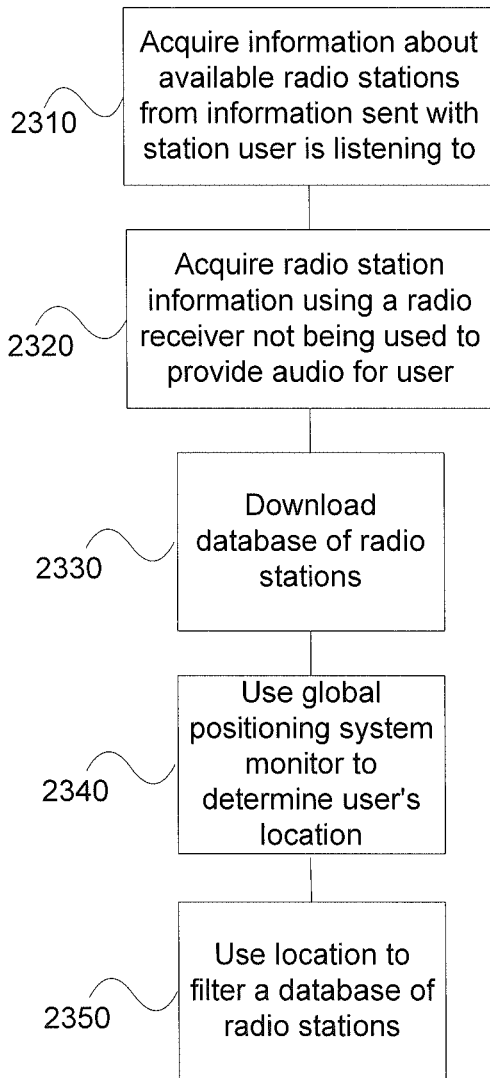 Acquire information about
available radio stations
from information sent with
station user is listening to
2310
Acquire radio station
information using a radio
receiver not being used to
provide audio for user
2320
Download
database of radio
stations
2330
Use global
positioning system
monitor to
determine user's
location
2340
Use location to
filter a database of
radio stations
2350